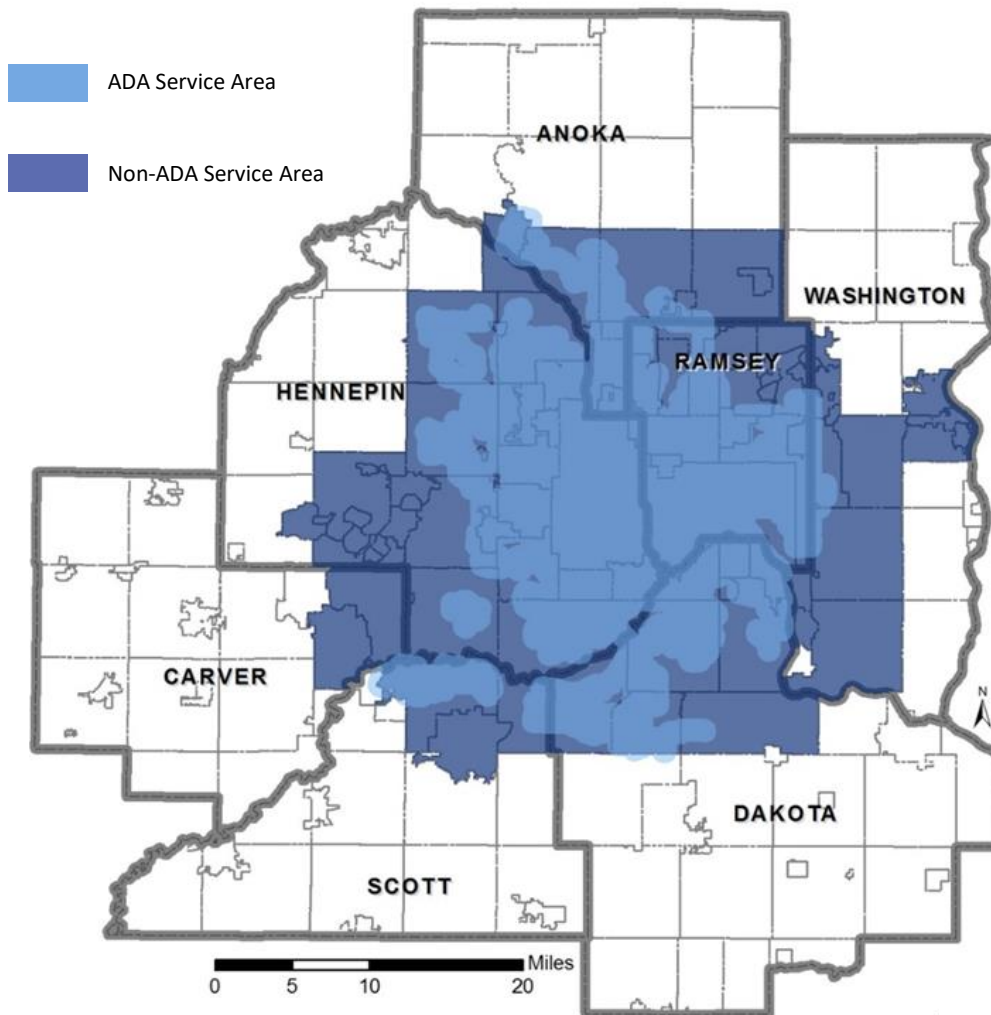 ADA Service Area
Non-ADA Service Area
ANOKA
WASHINGTON
RAMSEY
HENNEPIN
CARVER
N
DAKOTA
SCOTT
Miles
0 5 10 20